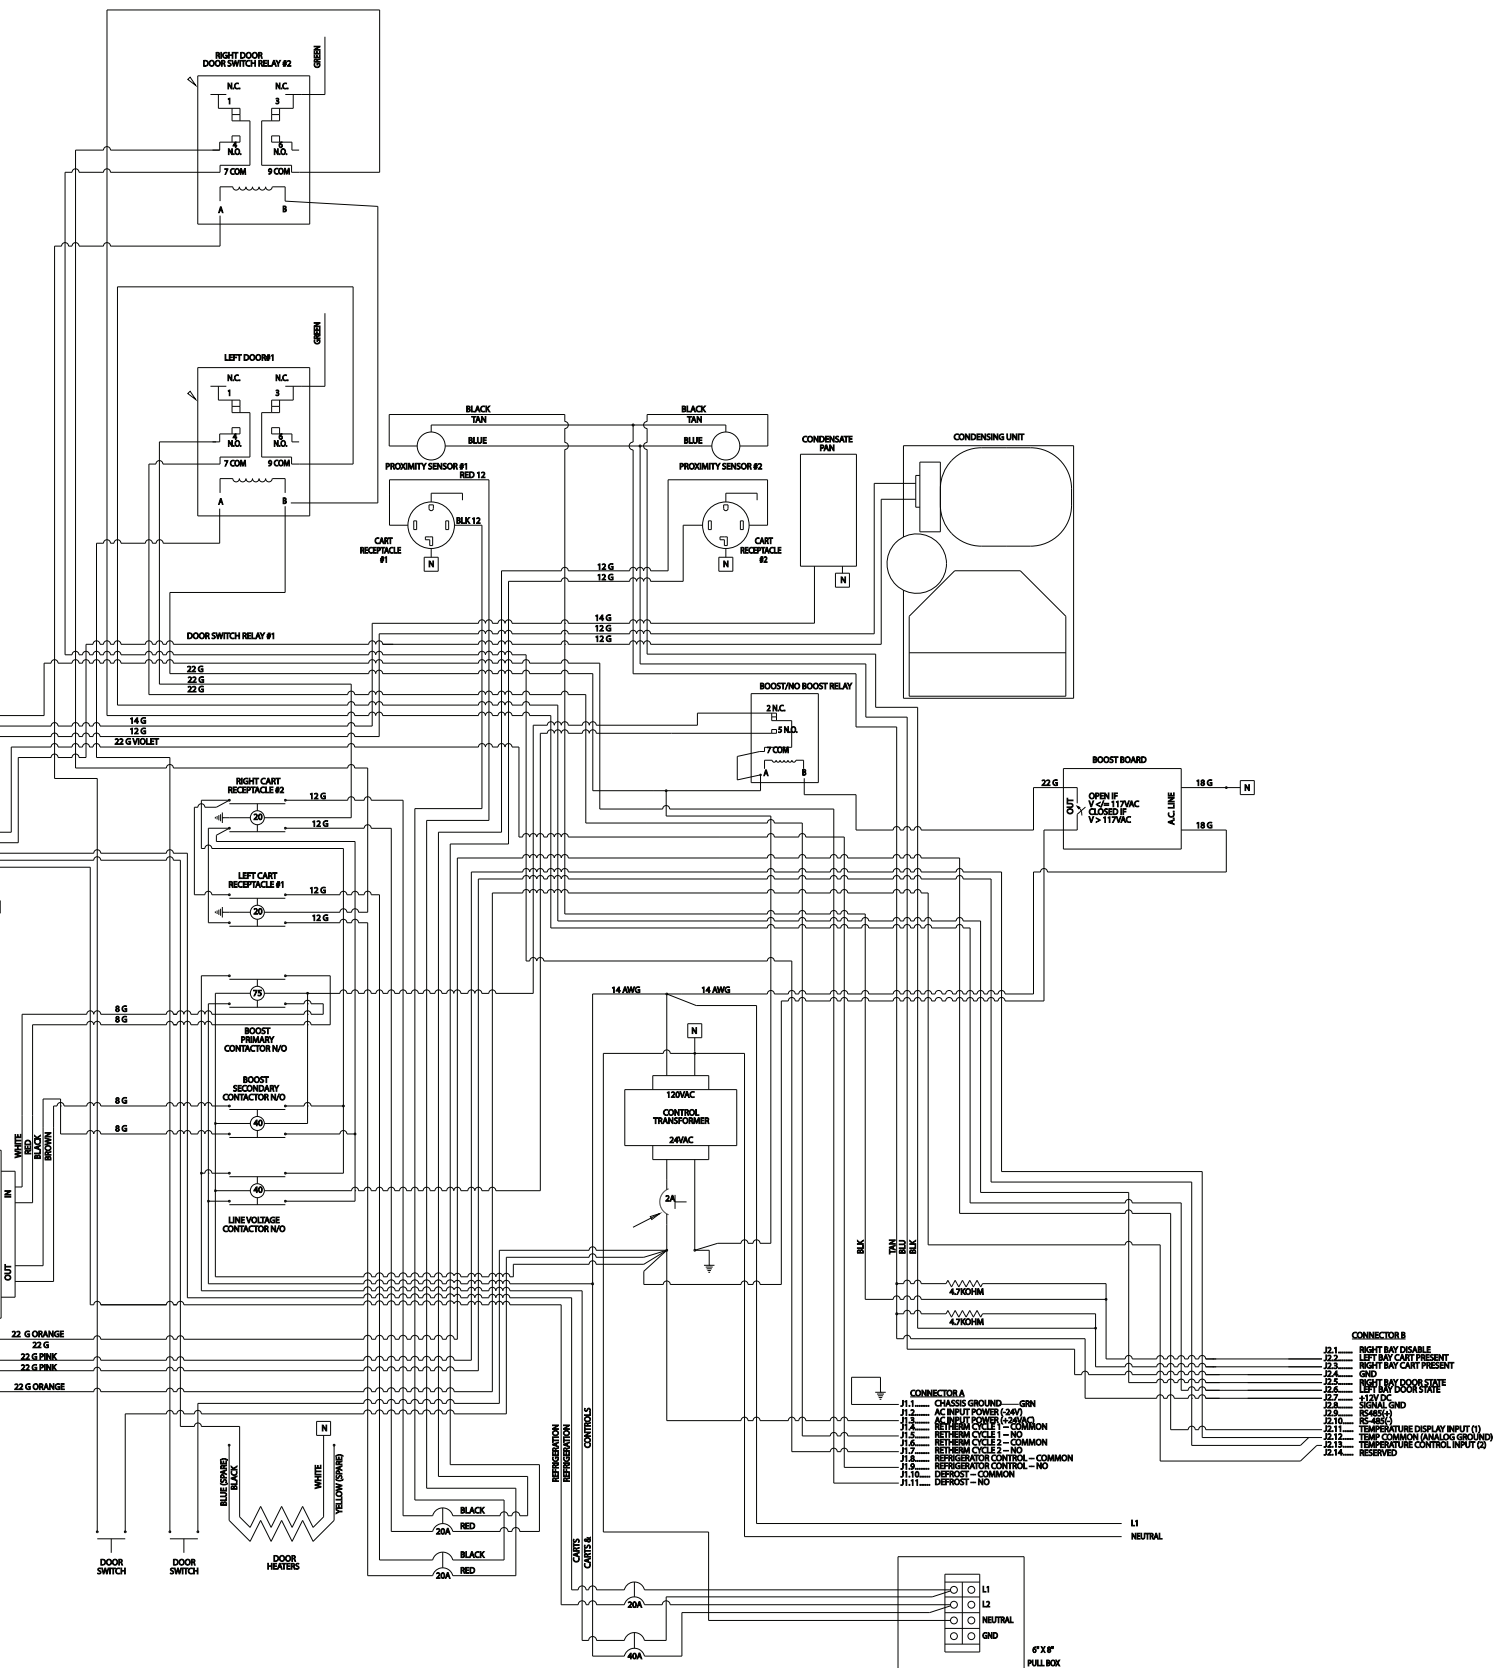 RIGHT DOOR
DOOR SWITCH RELAY #2
GREEN
N.C.
N.C.
1
3
4
6
N.O.
N.O.
7 COM
9 COM
A
B
GREEN
LEFT DOOR#1
N.C.
N.C.
1
3
4
6
N.O.
N.O.
7 COM
9 COM
A
B
BLACK
TAN
BLUE
BLACK
TAN
BLUE
PROXIMITY SENSOR #1
PROXIMITY SENSOR #2
RED 12
BLK 12
CART
RECEPTACLE
#1
N
CART
RECEPTACLE
#2
N
CONDENSATE
PAN
N
CONDENSING UNIT
12 G
12 G
14 G
12 G
12 G
DOOR SWITCH RELAY #1
22 G
22 G
22 G
14 G
12 G
22 G VIOLET
BOOST/NO BOOST RELAY
2 N.C.
5 N.O.
7 COM
A
B
BOOST BOARD
22 G
OUT
OPEN IF
V </= 117VAC
CLOSED IF
V > 117VAC
A.C. LINE
18 G
N
18 G
RIGHT CART
RECEPTACLE #2
12 G
20
12 G
LEFT CART
RECEPTACLE #1
12 G
20
12 G
75
8 G
8 G
BOOST
PRIMARY
CONTACTOR N/O
BOOST
SECONDARY
CONTACTOR N/O
8 G
40
8 G
40
LINE VOLTAGE
CONTACTOR N/O
WHITE
RED
BLACK
BROWN
IN
OUT
14 AWG
14 AWG
N
120VAC
CONTROL
TRANSFORMER
24VAC
2A
BLK
TAN
BLU
BLK
4.7KOHM
4.7KOHM
22 G ORANGE
22 G
22 G PINK
22 G PINK
22 G ORANGE
CONNECTOR B
J2.1....... RIGHT BAY DISABLE
J2.2....... LEFT BAY CART PRESENT
J2.3....... RIGHT BAY CART PRESENT
J2.4....... GND
J2.5....... RIGHT BAY DOOR STATE
J2.6....... LEFT BAY DOOR STATE
J2.7....... +12V DC
J2.8....... SIGNAL GND
J2.9....... RS485(+)
J2.10..... RS-485(-)
J2.11..... TEMPERATURE DISPLAY INPUT (1)
J2.12..... TEMP COMMON (ANALOG GROUND)
J2.13..... TEMPERATURE CONTROL INPUT (2)
J2.14..... RESERVED
CONNECTOR A
J1.1....... CHASSIS GROUND GRN
J1.2....... AC INPUT POWER (-24V)
J1.3....... AC INPUT POWER (+24VAC)
J1.4....... RETHERM CYCLE 1 – COMMON
J1.5....... RETHERM CYCLE 1 – NO
J1.6....... RETHERM CYCLE 2 – COMMON
J1.7....... RETHERM CYCLE 2 – NO
J1.8....... REFRIGERATOR CONTROL – COMMON
J1.9....... REFRIGERATOR CONTROL – NO
J1.10..... DEFROST – COMMON
J1.11..... DEFROST – NO
N
BLUE (SPARE)
BLACK
WHITE
YELLOW (SPARE)
DOOR
SWITCH
DOOR
SWITCH
DOOR
HEATERS
BLACK
20A
RED
BLACK
20A
RED
REFRIGERATION
REFRIGERATION
CONTROLS
CARTS
CARTS &
L1
NEUTRAL
20A
40A
L1
L2
NEUTRAL
GND
6" X 8"
PULL BOX